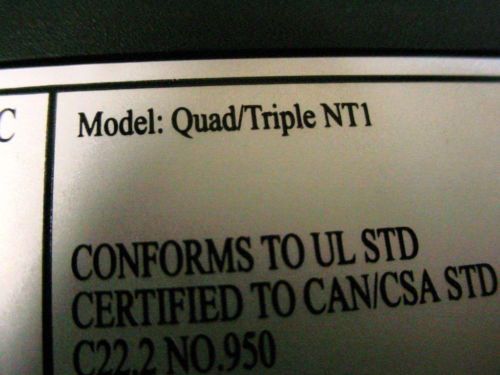 C
Model: Quad/Triple NT1
CONFORMS TO UL STD
CERTIFIED TO CAN/CSA STD
C22.2 NO.950